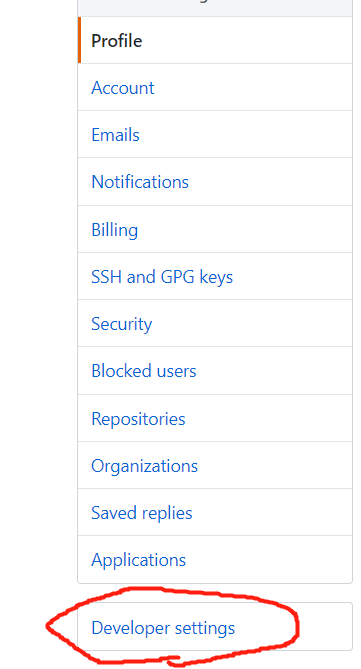 Profile
Account
Emails
Notifications
Billing
SSH and GPG keys
Security
Blocked users
Repositories
Organizations
Saved replies
Applications
Developer settings